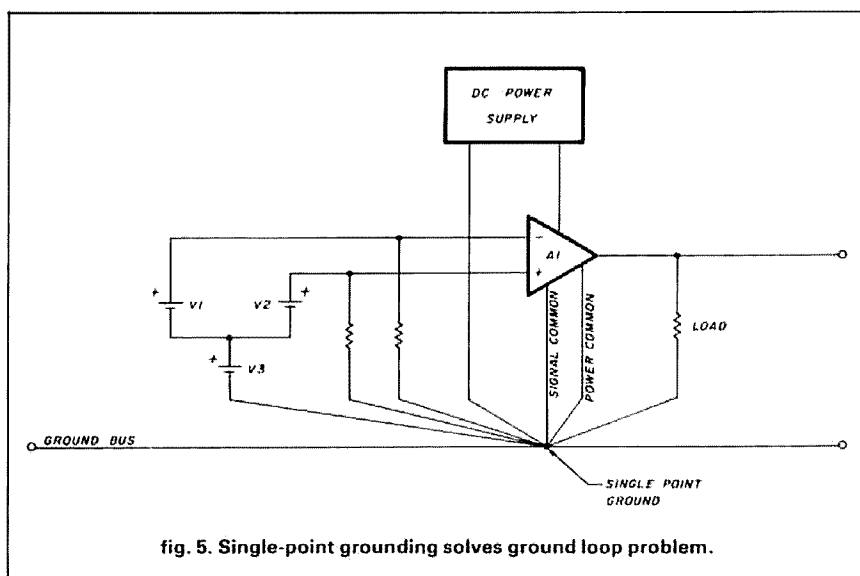 DC POWER
SUPPLY
-
A1
+
+
V1
V2
+
+
V3
SIGNAL COMMON
POWER COMMON
LOAD
GROUND BUS
SINGLE POINT
GROUND
fig. 5. Single-point grounding solves ground loop problem.